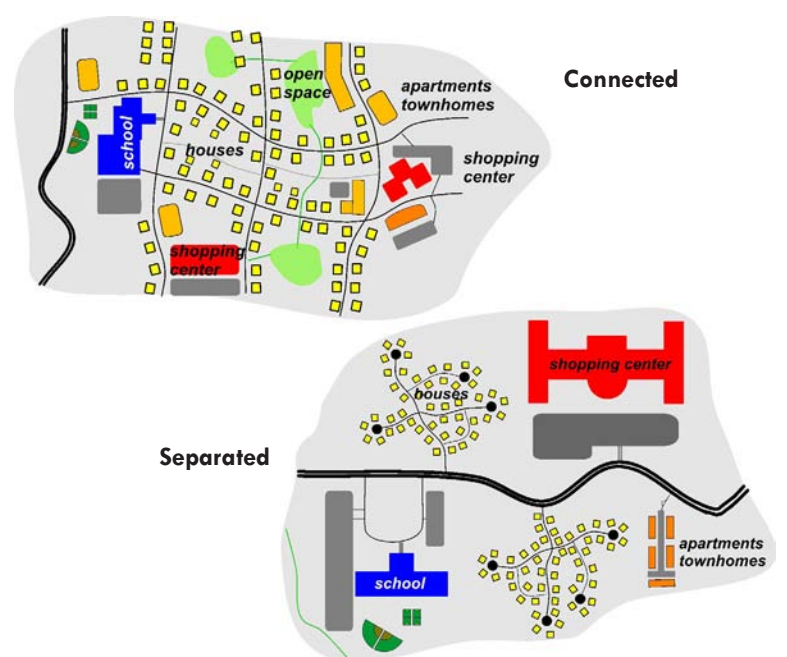 Connected
open
space
apartments
townhomes
school
houses
shopping
center
shopping
center
Separated
shopping center
houses
school
apartments
townhomes